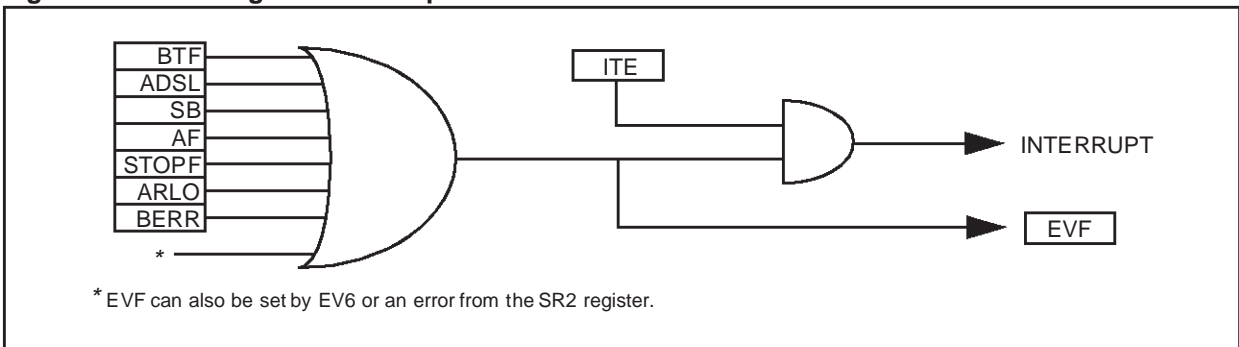 BTF
ADSL
SB
AF
STOPF
ARLO
BERR
*
ITE
INTERRUPT
EVF
* EVF can also be set by EV6 or an error from the SR2 register.